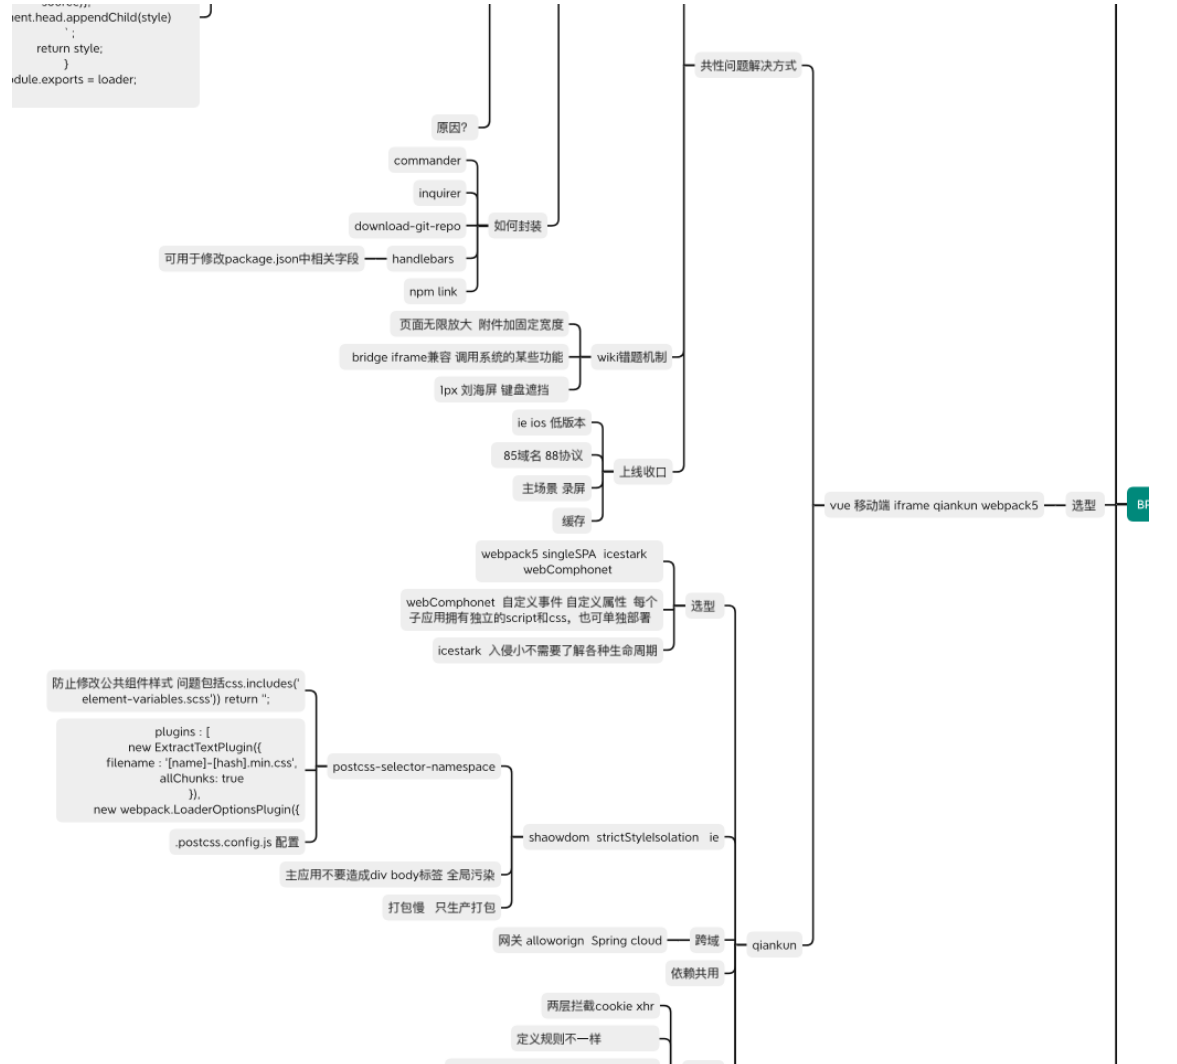 ent.head.appendChild(style)
` ;
return style;
}
dule.exports = loader;
共性问题解决方式
原因?
commander
inquirer
download-git-repo
如何封装
可用于修改package.json中相关字段
handlebars
npm link
页面无限放大 附件加固定宽度
bridge iframe兼容 调用系统的某些功能
wiki错题机制
1px 刘海屏 键盘遮挡
ie ios 低版本
85域名 88协议
上线收口
主场景 录屏
缓存
vue 移动端 iframe qiankun webpack5
选型
BP
webpack5 singleSPA icestark
webComphonet
webComphonet 自定义事件 自定义属性 每个
子应用拥有独立的script和css，也可单独部署
选型
icestark 入侵小不需要了解各种生命周期
防止修改公共组件样式 问题包括css.includes('
element-variables.scss')) return '';
plugins : [
new ExtractTextPlugin({
filename : '[name]-[hash].min.css',
allChunks: true
}),
new webpack.LoaderOptionsPlugin({
postcss-selector-namespace
.postcss.config.js 配置
shaowdom strictStyleIsolation ie
主应用不要造成div body标签 全局污染
打包慢 只生产打包
网关 alloworign Spring cloud
跨域
qiankun
依赖共用
两层拦截cookie xhr
定义规则不一样